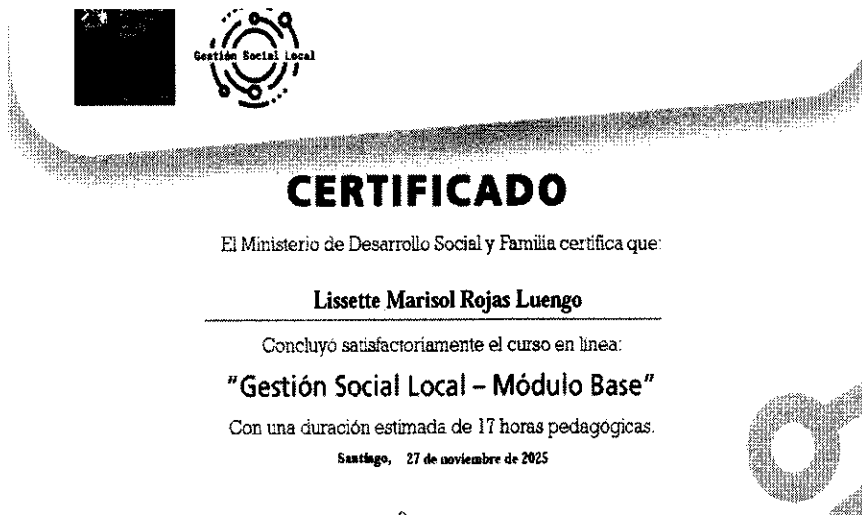 Gestión Social Local
CERTIFICADO
El Ministerio de Desarrollo Social y Familia certifica que:
Lissette Marisol Rojas Luengo
Concluyó satisfactoriamente el curso en línea:
"Gestión Social Local – Módulo Base"
Con una duración estimada de 17 horas pedagógicas.
Santiago, 27 de noviembre de 2025